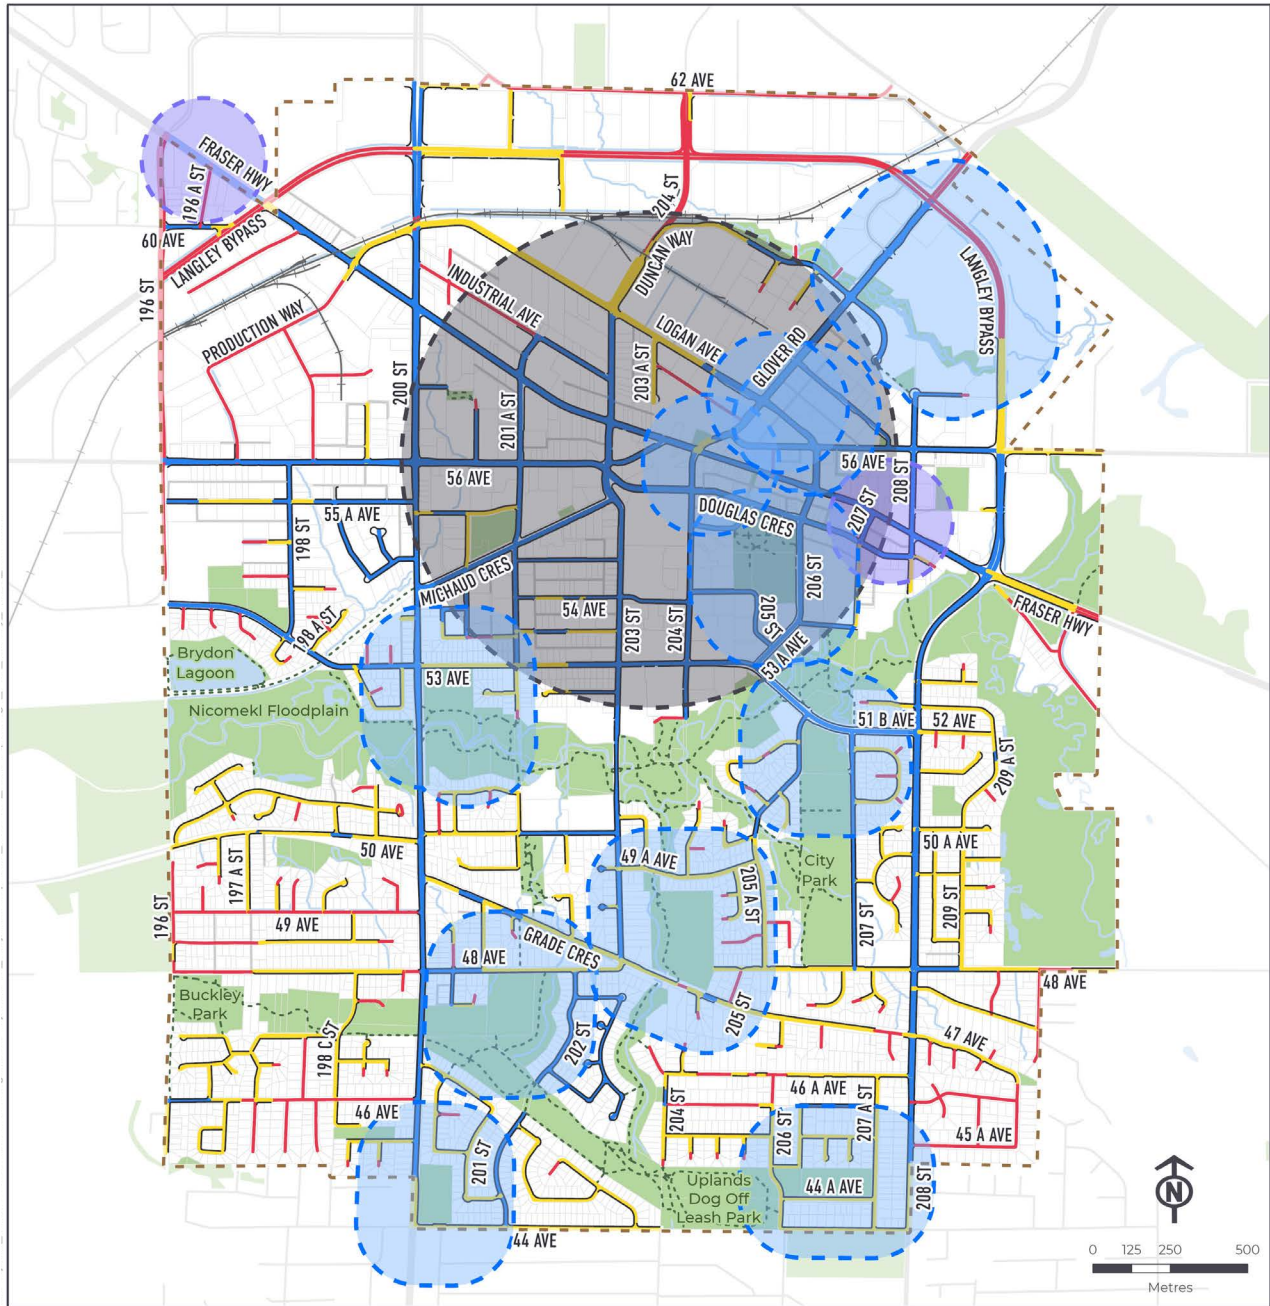 62 AVE
FRASER HWY
196 A ST
204 ST
60 AVE
LANGLEY BYPASS
DUNCAN WAY
LANGLEY BYPASS
196 ST
INDUSTRIAL AVE
PRODUCTION WAY
LOGAN AVE
GLOVER RD
200 ST
203 A ST
201 A ST
56 AVE
56 AVE
208 ST
55 A AVE
198 ST
DOUGLAS CRES
207 ST
MICHAUD CRES
206 ST
198 A ST
54 AVE
203 ST
204 ST
205 ST
53 A AVE
FRASER HWY
Brydon
Lagoon
53 AVE
Nicomekl Floodplain
51 B AVE
52 AVE
209 A ST
50 AVE
50 A AVE
197 A ST
49 A AVE
205 A ST
City
Park
196 ST
49 AVE
207 ST
209 ST
GRADE CRES
48 AVE
48 AVE
Buckley
Park
205 ST
198 C ST
202 ST
47 AVE
46 A AVE
46 AVE
204 ST
206 ST
207 A ST
45 A AVE
201 ST
Uplands
Dog Off
Leash Park
44 A AVE
208 ST
44 AVE
N
0 125 250 500
Metres